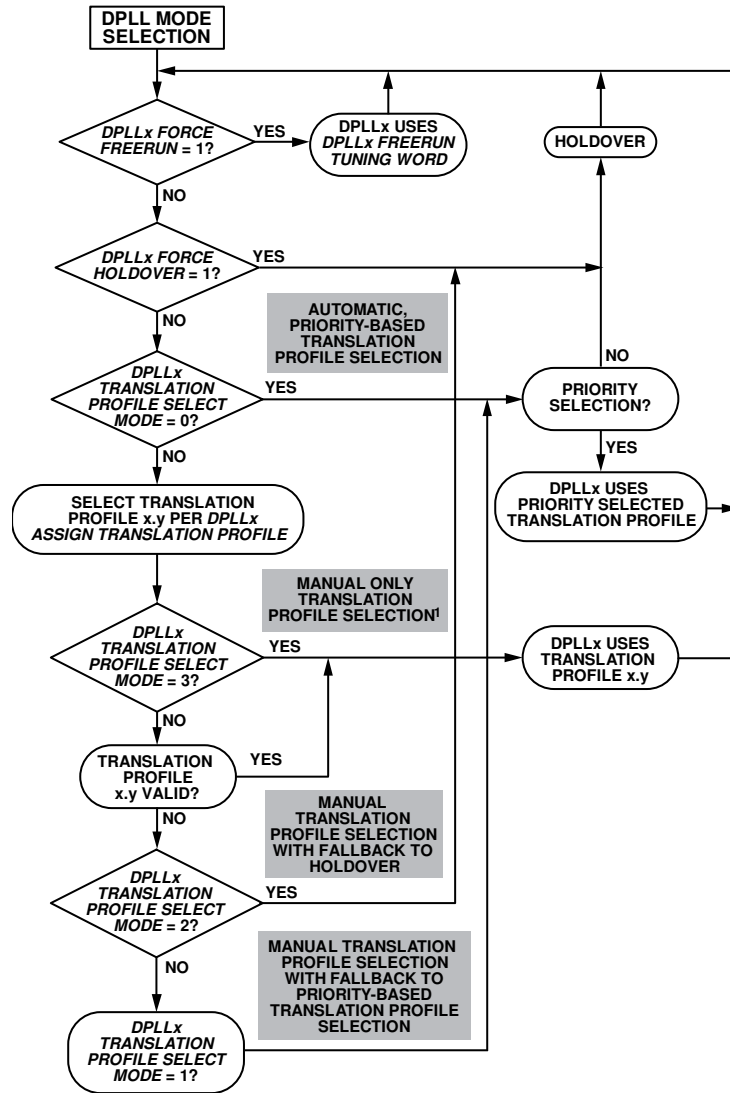 DPLL MODE
SELECTION
DPLLx FORCE
FREERUN = 1?
YES
DPLLx USES
DPLLx FREERUN
TUNING WORD
HOLDOVER
NO
DPLLx FORCE
HOLDOVER = 1?
YES
NO
AUTOMATIC,
PRIORITY-BASED
TRANSLATION
PROFILE SELECTION
NO
DPLLx
TRANSLATION
PROFILE SELECT
MODE = 0?
YES
PRIORITY
SELECTION?
NO
YES
SELECT TRANSLATION
PROFILE x.y PER DPLLx
ASSIGN TRANSLATION PROFILE
DPLLx USES
PRIORITY SELECTED
TRANSLATION PROFILE
MANUAL ONLY
TRANSLATION
PROFILE SELECTION1
DPLLx
TRANSLATION
PROFILE SELECT
MODE = 3?
YES
DPLLx USES
TRANSLATION
PROFILE x.y
NO
TRANSLATION
PROFILE
x.y VALID?
YES
NO
MANUAL
TRANSLATION
PROFILE SELECTION
WITH FALLBACK TO
HOLDOVER
DPLLx
TRANSLATION
PROFILE SELECT
MODE = 2?
YES
NO
MANUAL TRANSLATION
PROFILE SELECTION
WITH FALLBACK TO
PRIORITY-BASED
TRANSLATION PROFILE
SELECTION
DPLLx
TRANSLATION
PROFILE SELECT
MODE = 1?